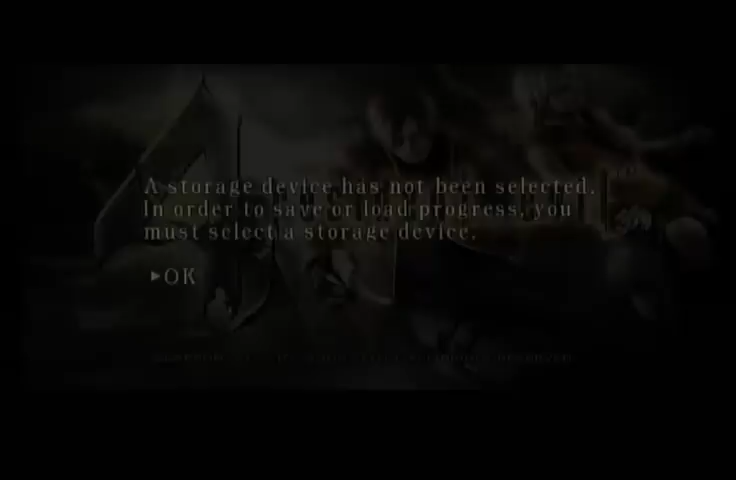 A storage device has not been selected.
In order to save or load progress, you
must select a storage device.
►OK